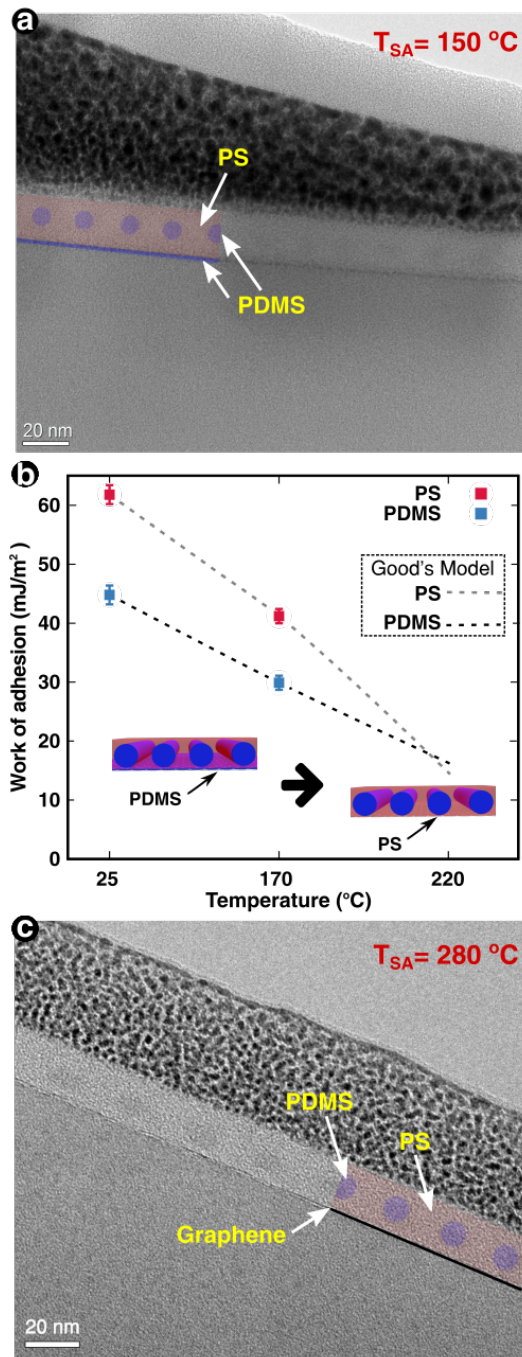 a
T_SA= 150 °C
PS
PDMS
20 nm
b
60
50
40
30
20
10
0
Work of adhesion (mJ/m²)
PS
PDMS
Good's Model
PS
PDMS
PDMS
PS
25
170
220
Temperature (°C)
c
T_SA= 280 °C
PDMS
PS
Graphene
20 nm